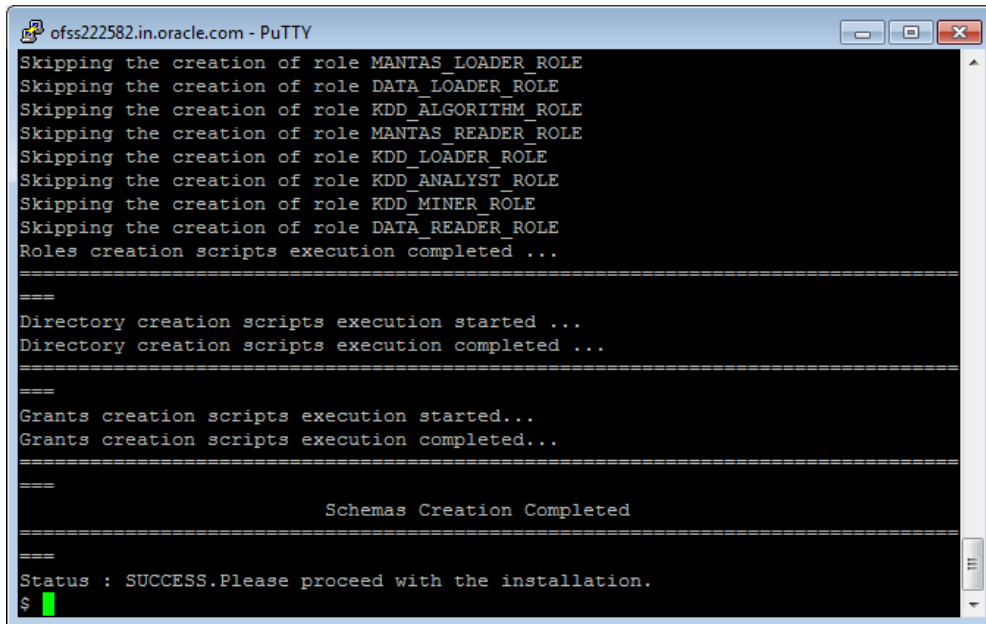 ofss222582.in.oracle.com - PuTTY
Skipping the creation of role MANTAS_LOADER_ROLE
Skipping the creation of role DATA_LOADER_ROLE
Skipping the creation of role KDD_ALGORITHM_ROLE
Skipping the creation of role MANTAS_READER_ROLE
Skipping the creation of role KDD_LOADER_ROLE
Skipping the creation of role KDD_ANALYST_ROLE
Skipping the creation of role KDD_MINER_ROLE
Skipping the creation of role DATA_READER_ROLE
Roles creation scripts execution completed ...
================================================================================
===
Directory creation scripts execution started ...
Directory creation scripts execution completed ...
================================================================================
===
Grants creation scripts execution started...
Grants creation scripts execution completed...
================================================================================
===
Schemas Creation Completed
================================================================================
===
Status : SUCCESS.Please proceed with the installation.
$